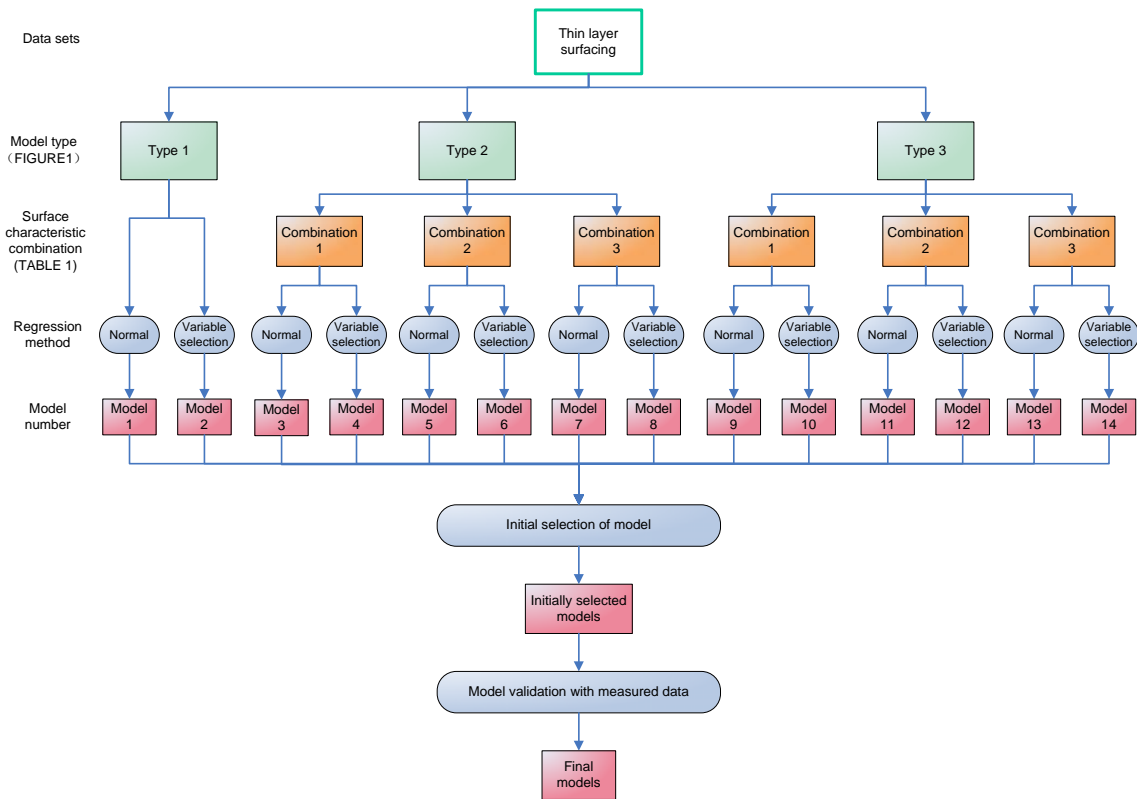 Data sets
Thin layer
surfacing
Model type
（FIGURE1）
Type 1
Type 2
Type 3
Surface
characteristic
combination
(TABLE 1)
Combination
1
Combination
2
Combination
3
Combination
1
Combination
2
Combination
3
Regression
method
Normal
Variable
selection
Normal
Variable
selection
Normal
Variable
selection
Normal
Variable
selection
Normal
Variable
selection
Normal
Variable
selection
Normal
Variable
selection
Model
number
Model
1
Model
2
Model
3
Model
4
Model
5
Model
6
Model
7
Model
8
Model
9
Model
10
Model
11
Model
12
Model
13
Model
14
Initial selection of model
Initially selected
models
Model validation with measured data
Final
models